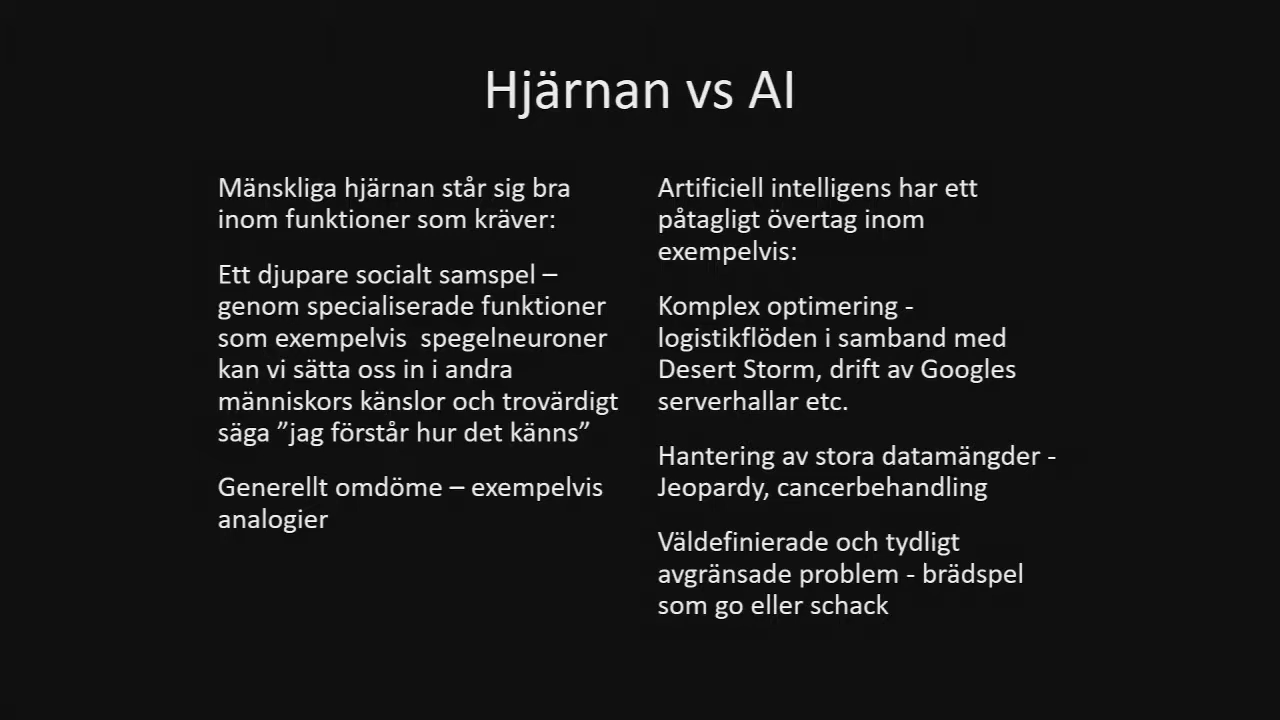 Hjärnan vs AI
Mänskliga hjärnan står sig bra
inom funktioner som kräver:
Ett djupare socialt samspel –
genom specialiserade funktioner
som exempelvis  spegelneuroner
kan vi sätta oss in i andra
människors känslor och trovärdigt
säga ”jag förstår hur det känns”
Generellt omdöme – exempelvis
analogier
Artificiell intelligens har ett
påtagligt övertag inom
exempelvis:
Komplex optimering -
logistikflöden i samband med
Desert Storm, drift av Googles
serverhallar etc.
Hantering av stora datamängder -
Jeopardy, cancerbehandling
Väldefinierade och tydligt
avgränsade problem - brädspel
som go eller schack